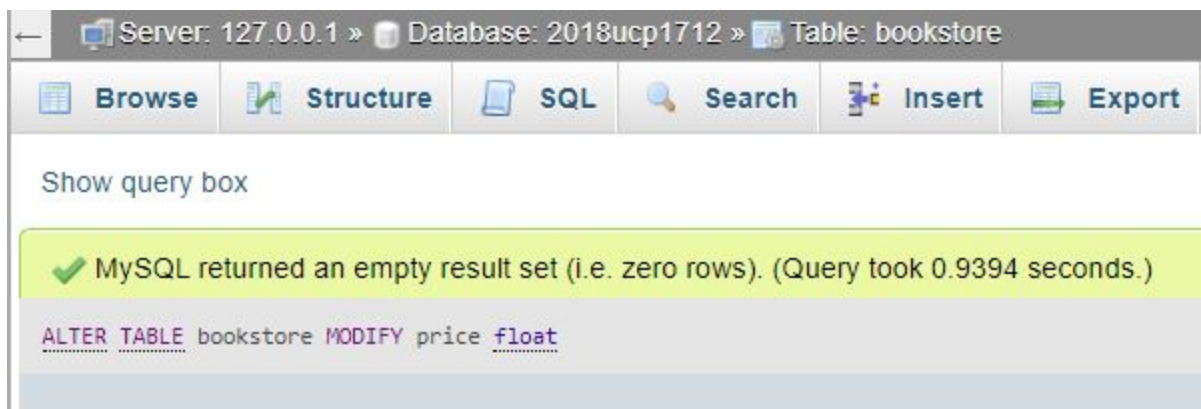 ← Server: 127.0.0.1 » Database: 2018ucp1712 » Table: bookstore
Browse Structure SQL Search Insert Export
Show query box
MySQL returned an empty result set (i.e. zero rows). (Query took 0.9394 seconds.)
ALTER TABLE bookstore MODIFY price float